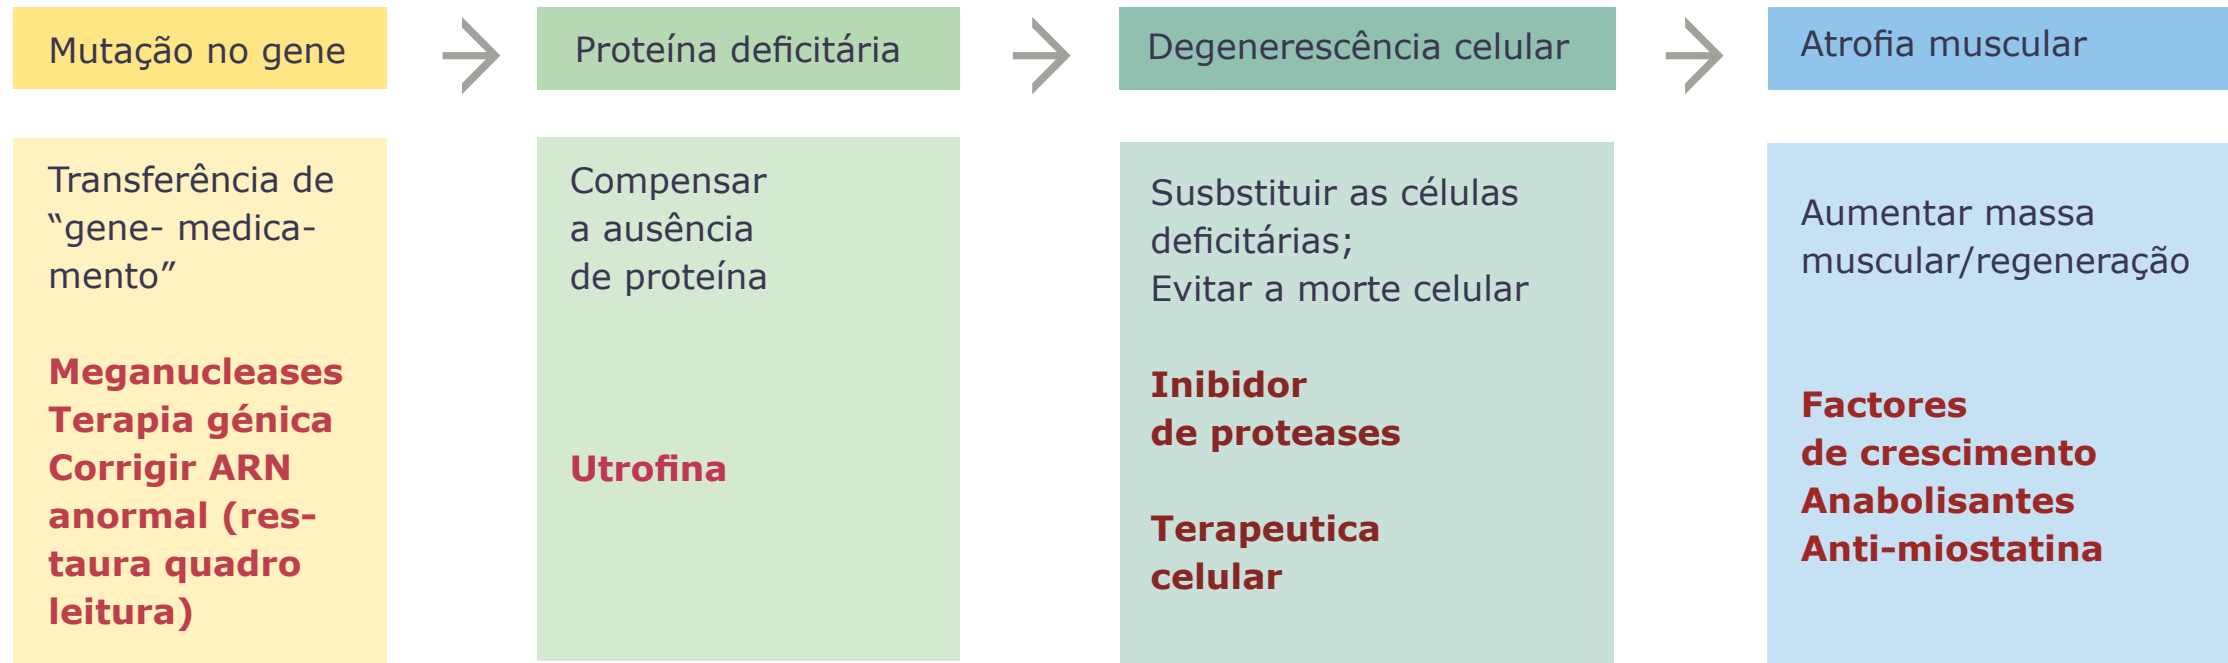 Mutação no gene
Proteína deficitária
Degenerescência celular
Atrofia muscular
Transferência de
“gene- medica-
mento”
Meganucleases
Terapia génica
Corrigir ARN
anormal (res-
taura quadro
leitura)
Compensar
a ausência
de proteína
Utrofina
Susbstituir as células
deficitárias;
Evitar a morte celular
Inibidor
de proteases
Terapeutica
celular
Aumentar massa
muscular/regeneração
Factores
de crescimento
Anabolisantes
Anti-miostatina